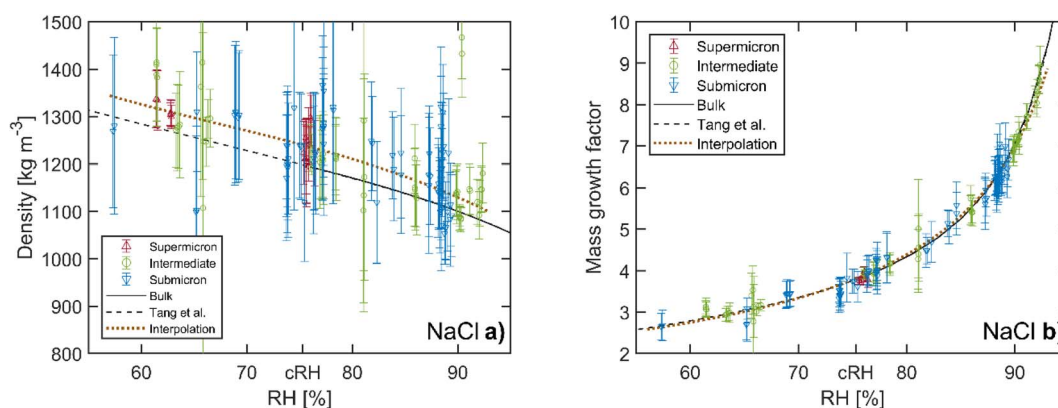 1500
1400
1300
1200
1100
1000
900
800
Density [kg m-3]
Supermicron
Intermediate
Submicron
Bulk
Tang et al.
Interpolation
NaCl a)
60
70
cRH
80
90
RH [%]
10
9
8
7
6
5
4
3
2
Mass growth factor
Supermicron
Intermediate
Submicron
Bulk
Tang et al.
Interpolation
NaCl b)
60
70
cRH
80
90
RH [%]